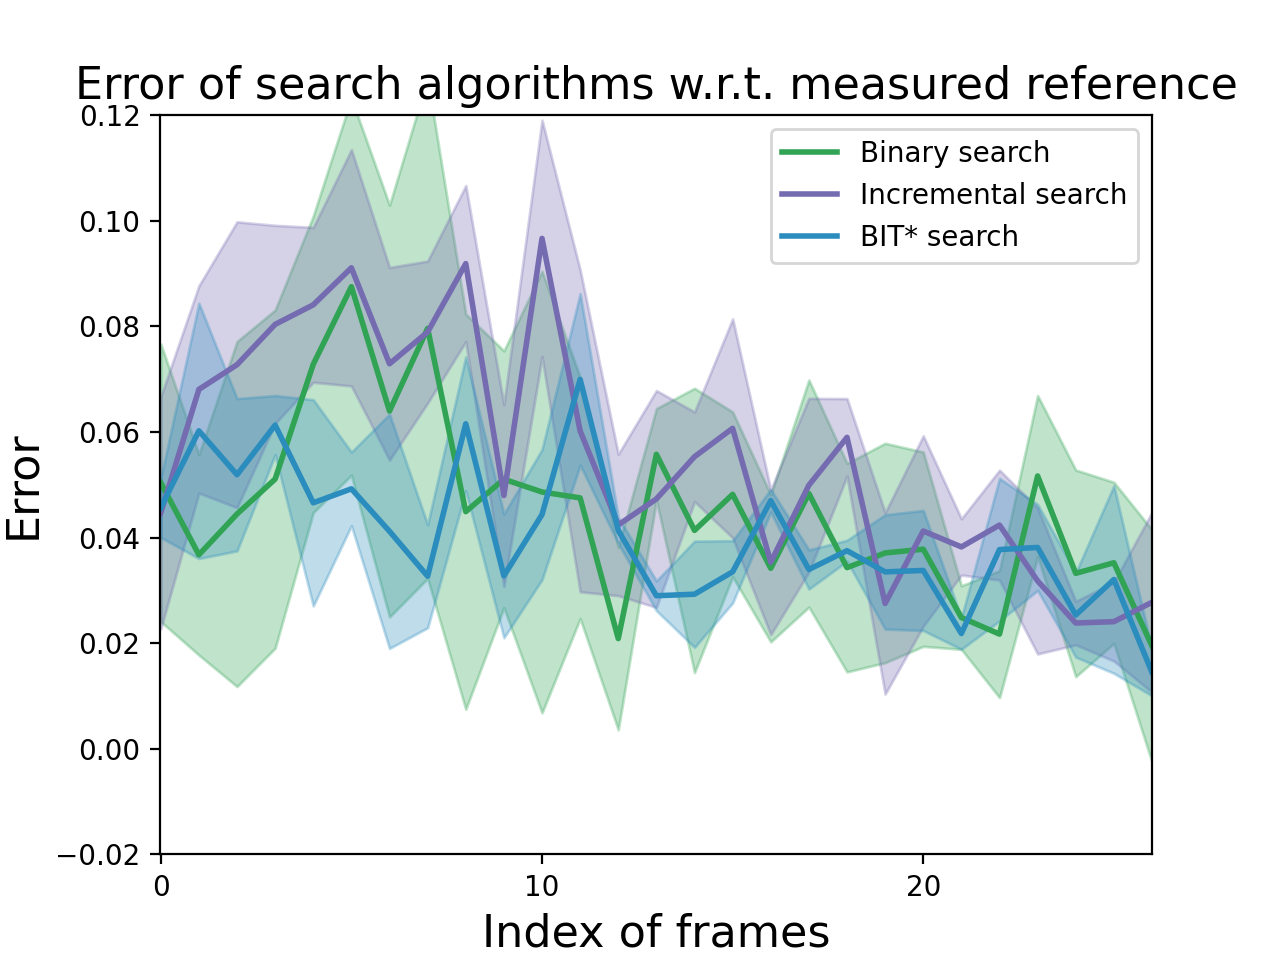 Error of search algorithms w.r.t. measured reference
0.12
0.10
0.08
0.06
0.04
0.02
0.00
−0.02
Error
Binary search
Incremental search
BIT* search
0
10
20
Index of frames